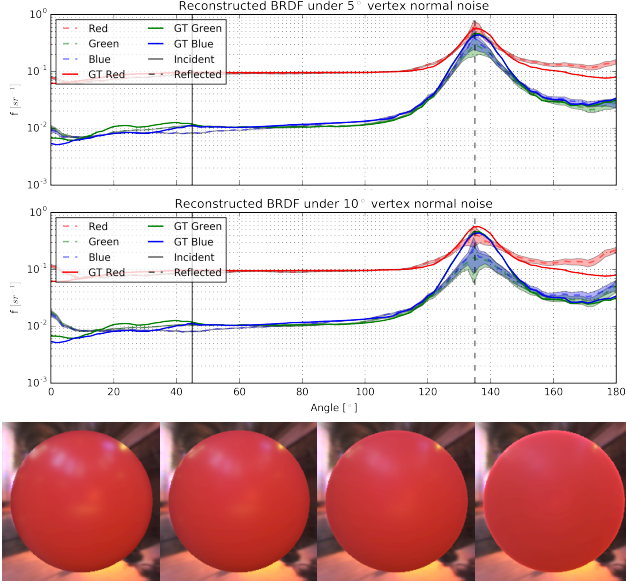 Reconstructed BRDF under 5° vertex normal noise
10⁰
10⁻¹
10⁻²
10⁻³
f [sr⁻¹]
Red
Green
Blue
GT Red
GT Green
GT Blue
Incident
Reflected
Reconstructed BRDF under 10° vertex normal noise
10⁰
10⁻¹
10⁻²
10⁻³
f [sr⁻¹]
Red
Green
Blue
GT Red
GT Green
GT Blue
Incident
Reflected
0 20 40 60 80 100 120 140 160 180
Angle [°]